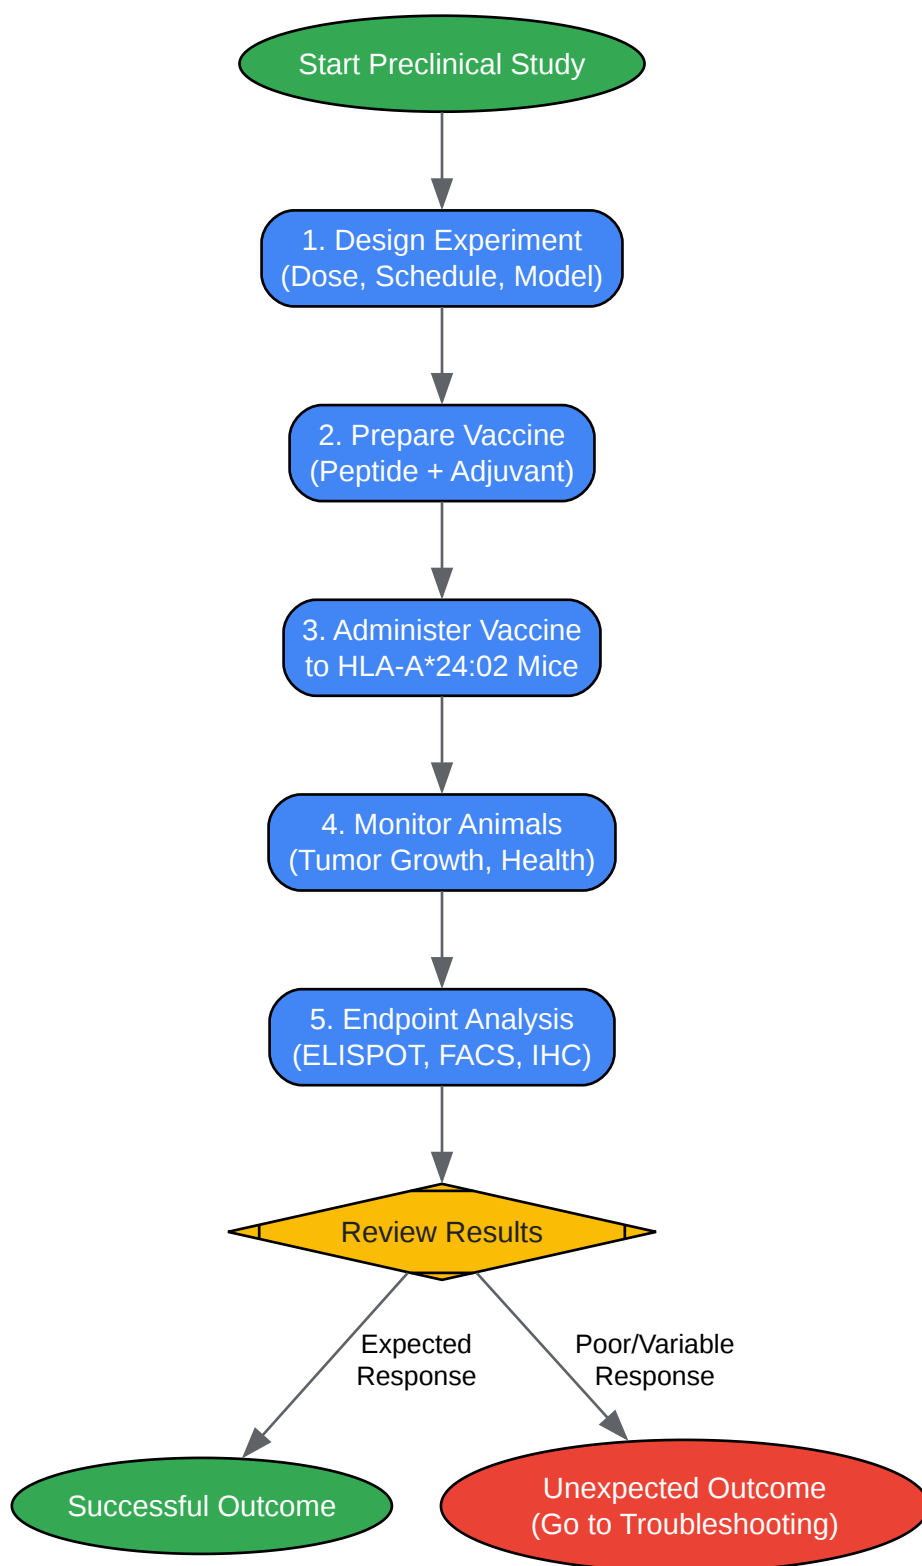 Start Preclinical Study
1. Design Experiment
(Dose, Schedule, Model)
2. Prepare Vaccine
(Peptide + Adjuvant)
3. Administer Vaccine
to HLA-A*24:02 Mice
4. Monitor Animals
(Tumor Growth, Health)
5. Endpoint Analysis
(ELISPOT, FACS, IHC)
Review Results
Expected
Response
Poor/Variable
Response
Successful Outcome
Unexpected Outcome
(Go to Troubleshooting)